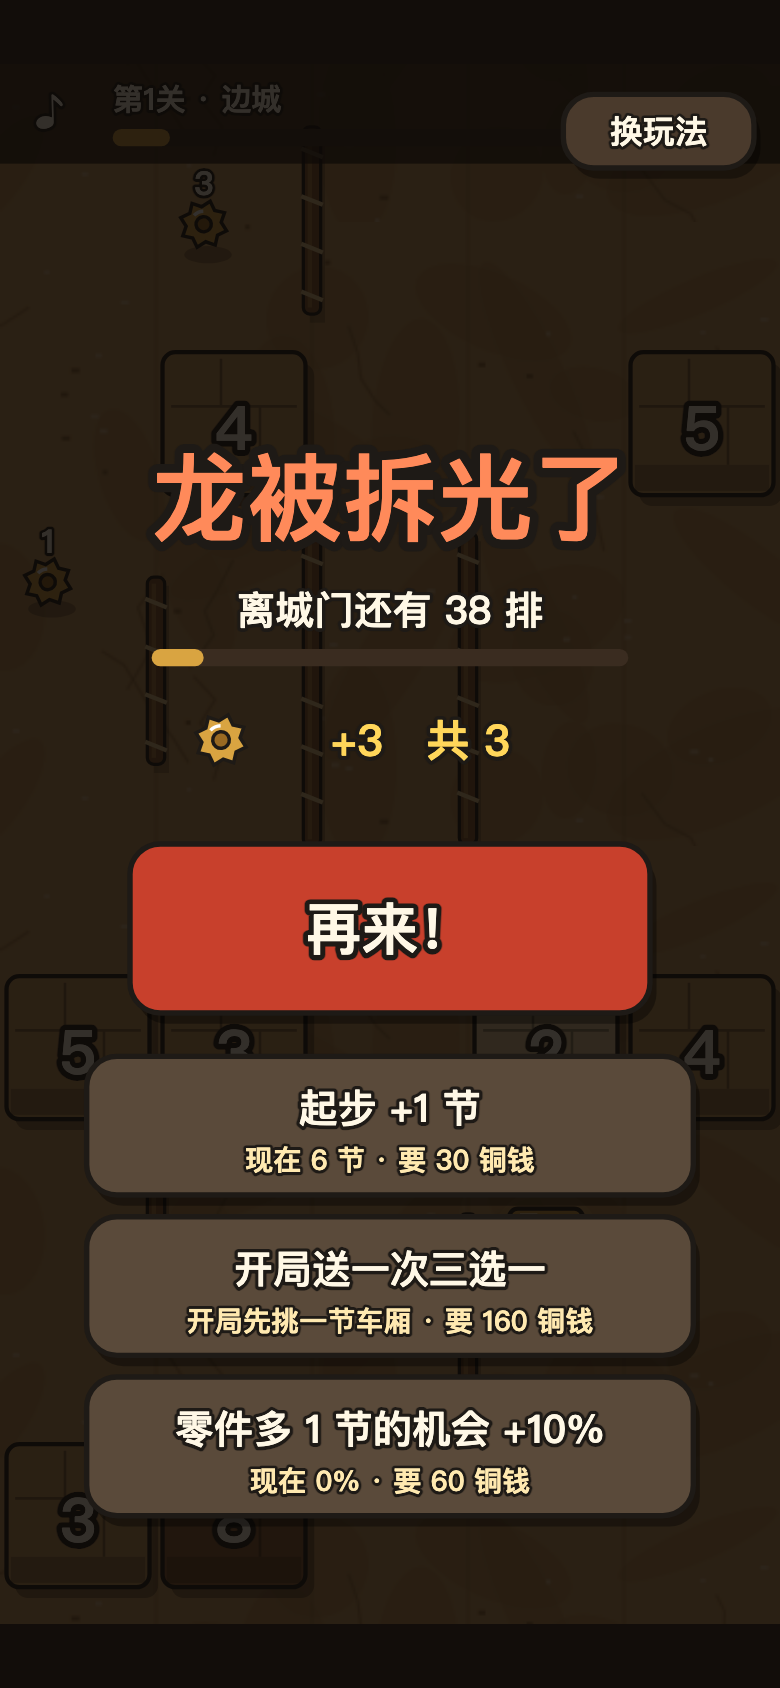 第1关 · 边城
换玩法
3
4
5
龙被拆光了
1
离城门还有 38 排
+3 共 3
再来!
5
3
2
4
起步 +1 节
现在 6 节 · 要 30 铜钱
开局送一次三选一
开局先挑一节车厢 · 要 160 铜钱
零件多 1 节的机会 +10%
现在 0% · 要 60 铜钱
3